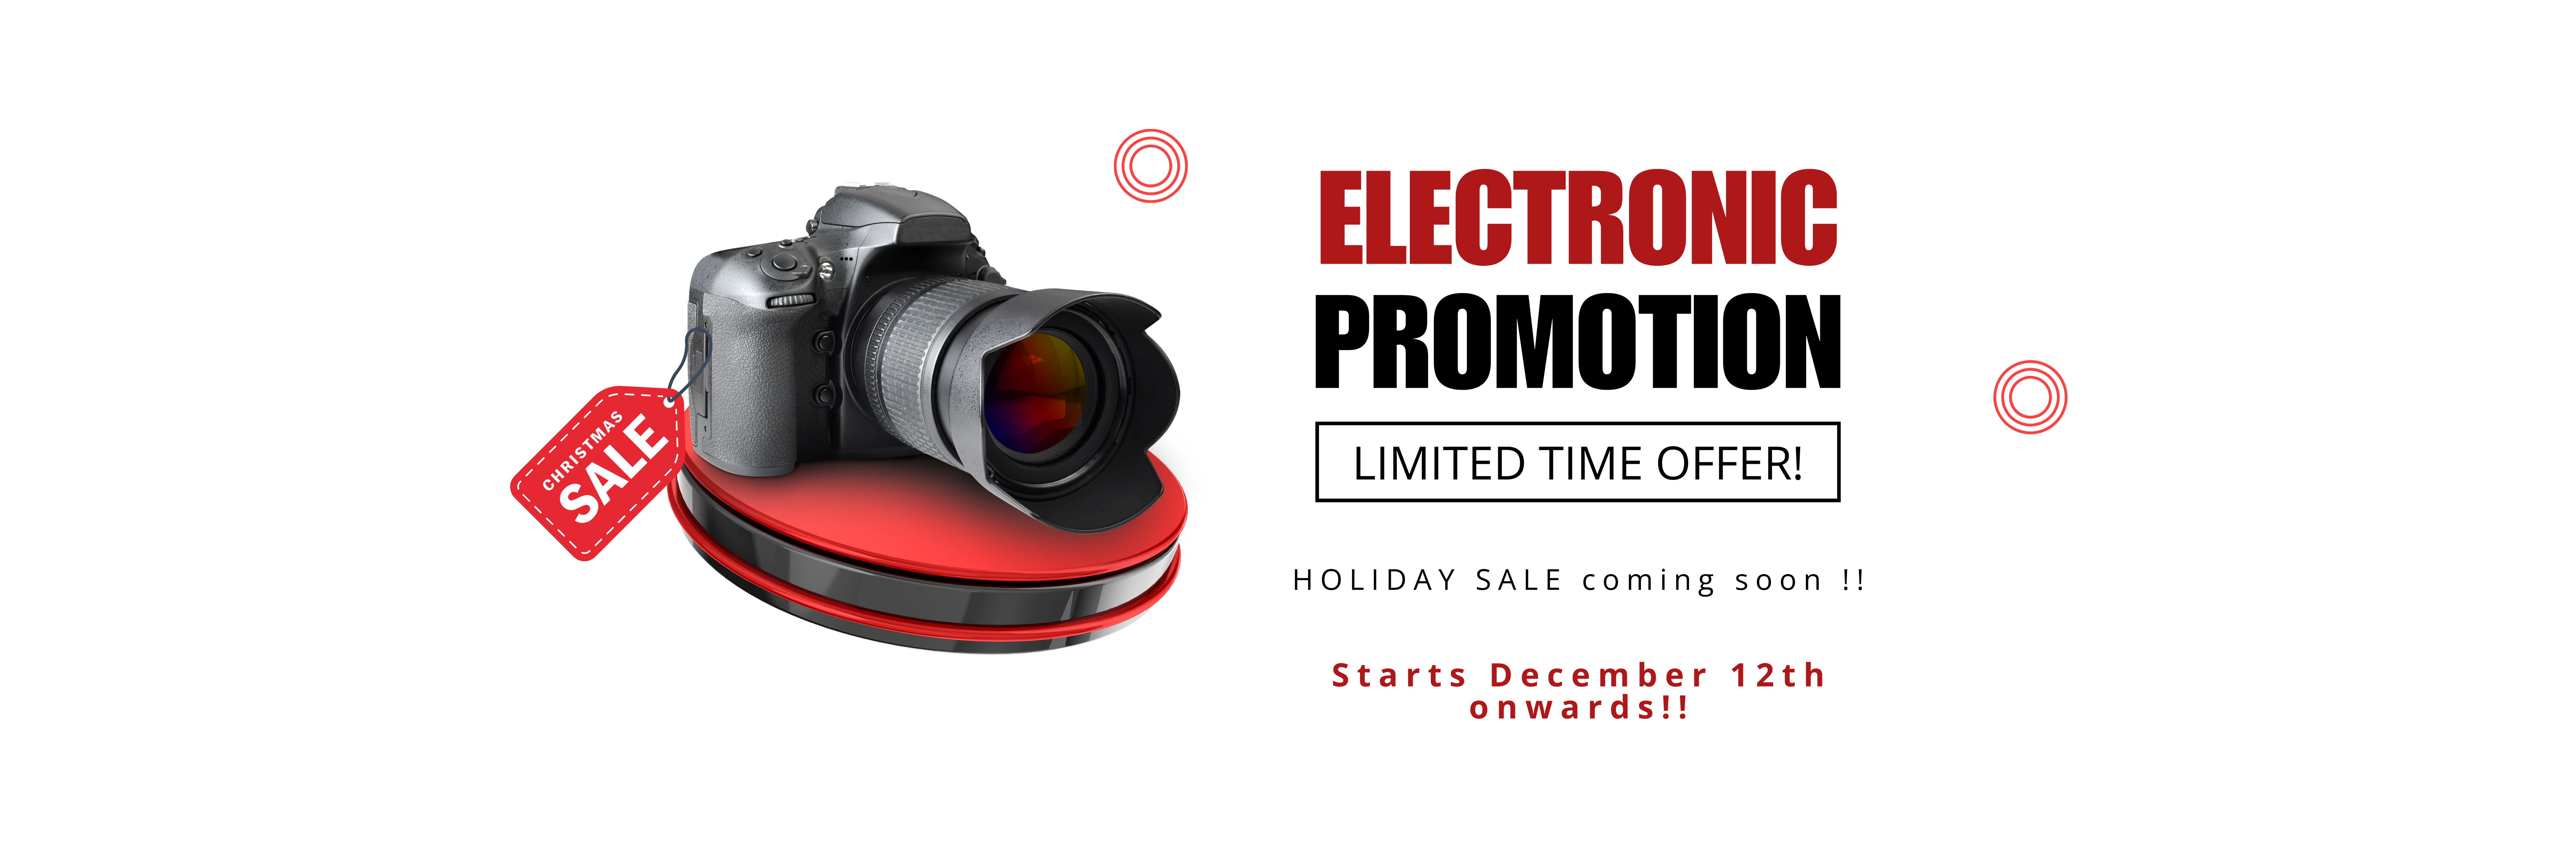 CHRISTMAS
SALE
ELECTRONIC
PROMOTION
LIMITED TIME OFFER!
HOLIDAY SALE coming soon !!
Starts December 12th
onwards!!